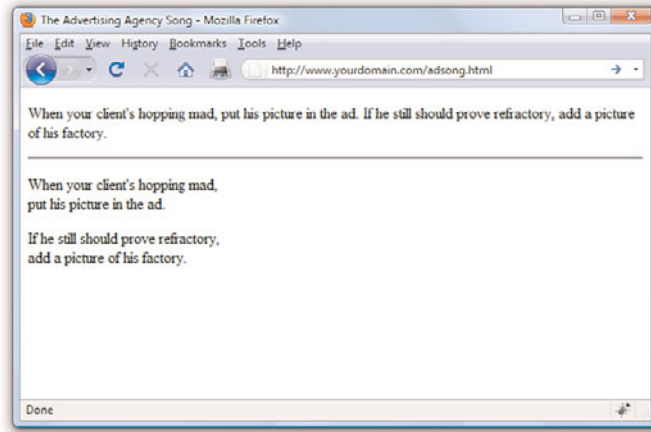 The Advertising Agency Song - Mozilla Firefox
File Edit View History Bookmarks Tools Help
http://www.yourdomain.com/adsong.html
When your client's hopping mad, put his picture in the ad. If he still should prove refractory, add a picture
of his factory.
When your client's hopping mad,
put his picture in the ad.
If he still should prove refractory,
add a picture of his factory.
Done